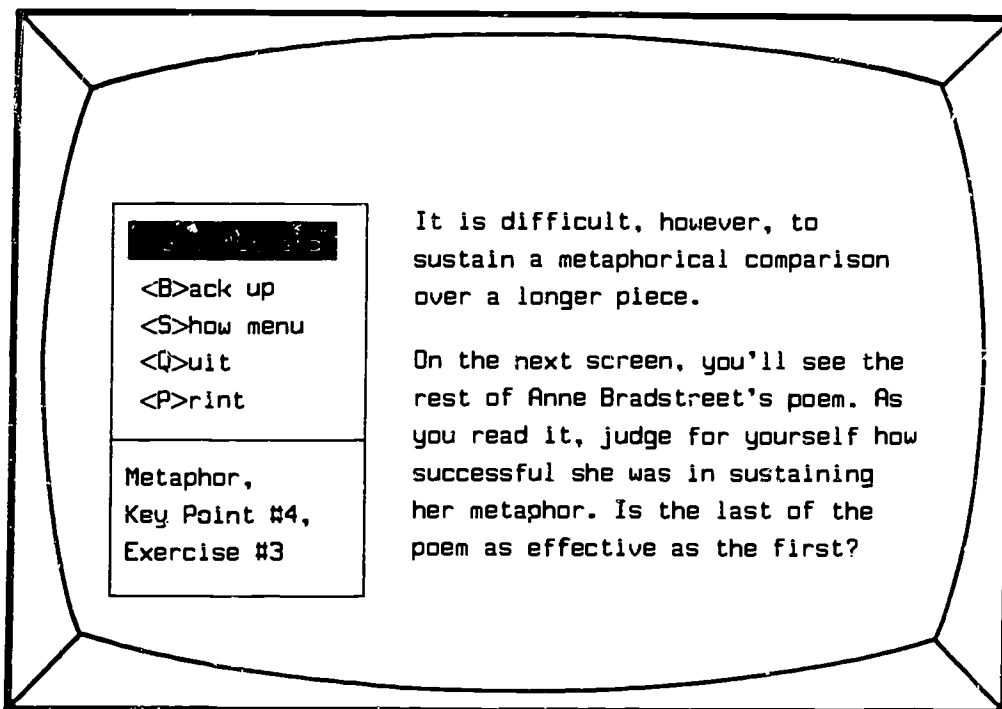 <B>ack up
<S>how menu
<Q>uit
<P>rint
Metaphor,
Key Point #4,
Exercise #3
It is difficult, however, to
sustain a metaphorical comparison
over a longer piece.
On the next screen, you'll see the
rest of Anne Bradstreet's poem. As
you read it, judge for yourself how
successful she was in sustaining
her metaphor. Is the last of the
poem as effective as the first?